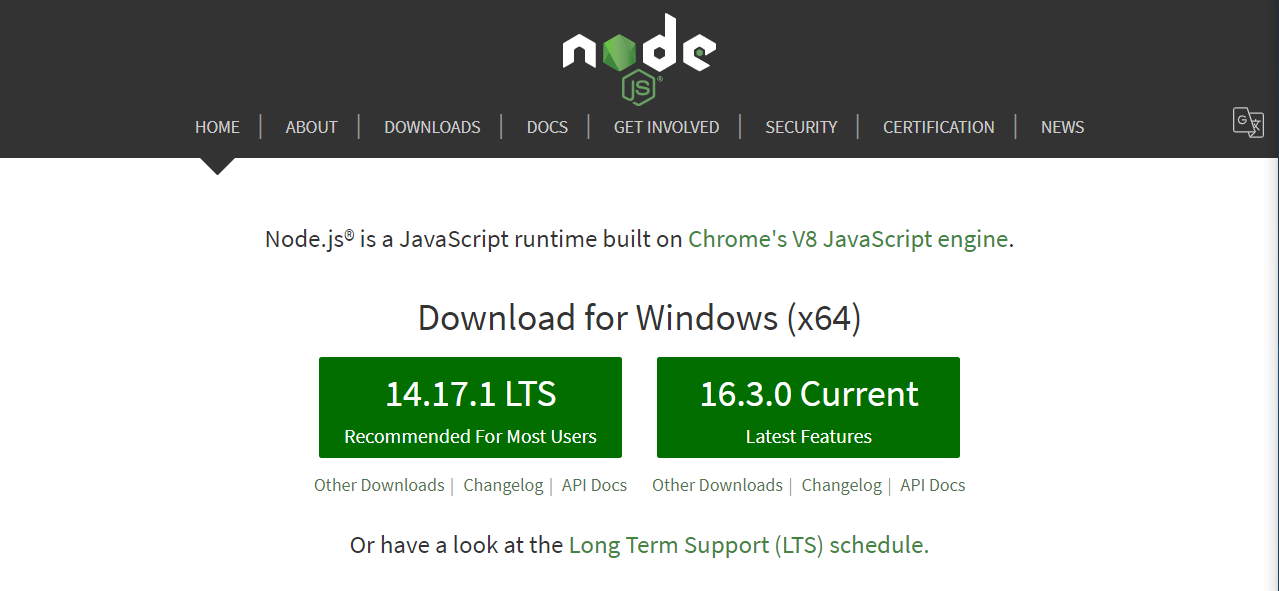 node
JS®
HOME | ABOUT | DOWNLOADS | DOCS | GET INVOLVED | SECURITY | CERTIFICATION | NEWS
G文
Node.js® is a JavaScript runtime built on Chrome's V8 JavaScript engine.
Download for Windows (x64)
14.17.1 LTS
Recommended For Most Users
16.3.0 Current
Latest Features
Other Downloads | Changelog | API Docs
Other Downloads | Changelog | API Docs
Or have a look at the Long Term Support (LTS) schedule.